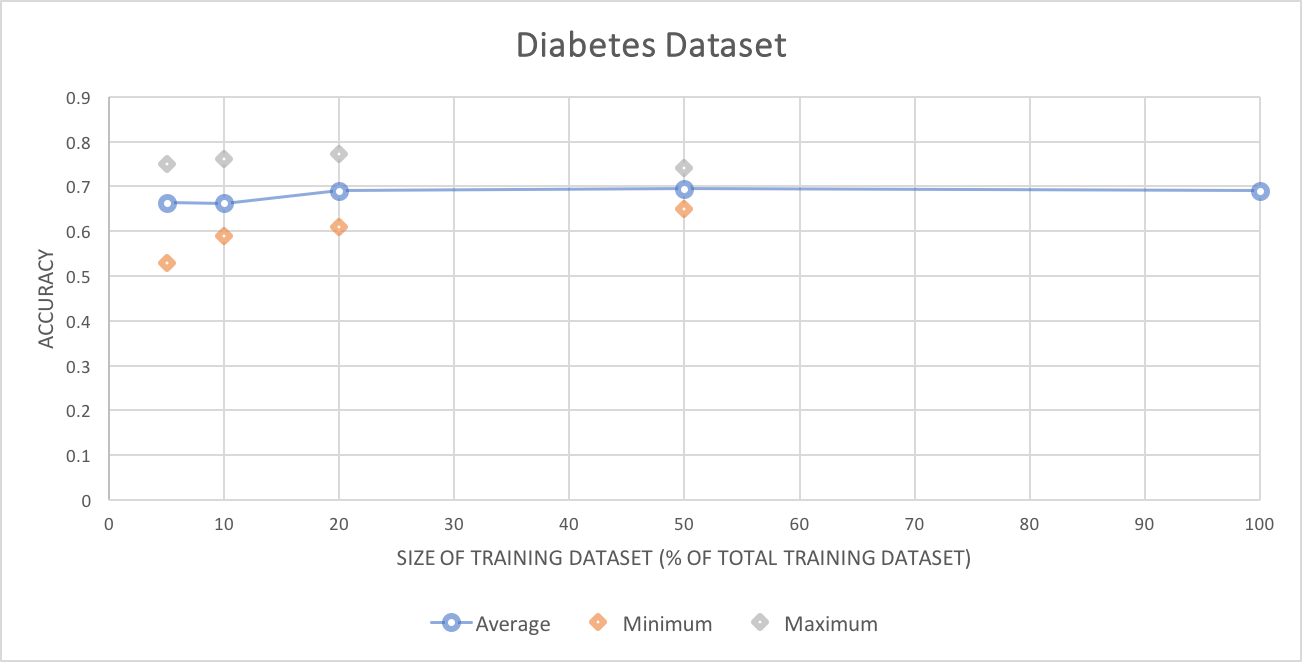 Diabetes Dataset
0.9
0.8
0.7
0.6
0.5
0.4
0.3
0.2
0.1
0
ACCURACY
0 10 20 30 40 50 60 70 80 90 100
SIZE OF TRAINING DATASET (% OF TOTAL TRAINING DATASET)
Average Minimum Maximum